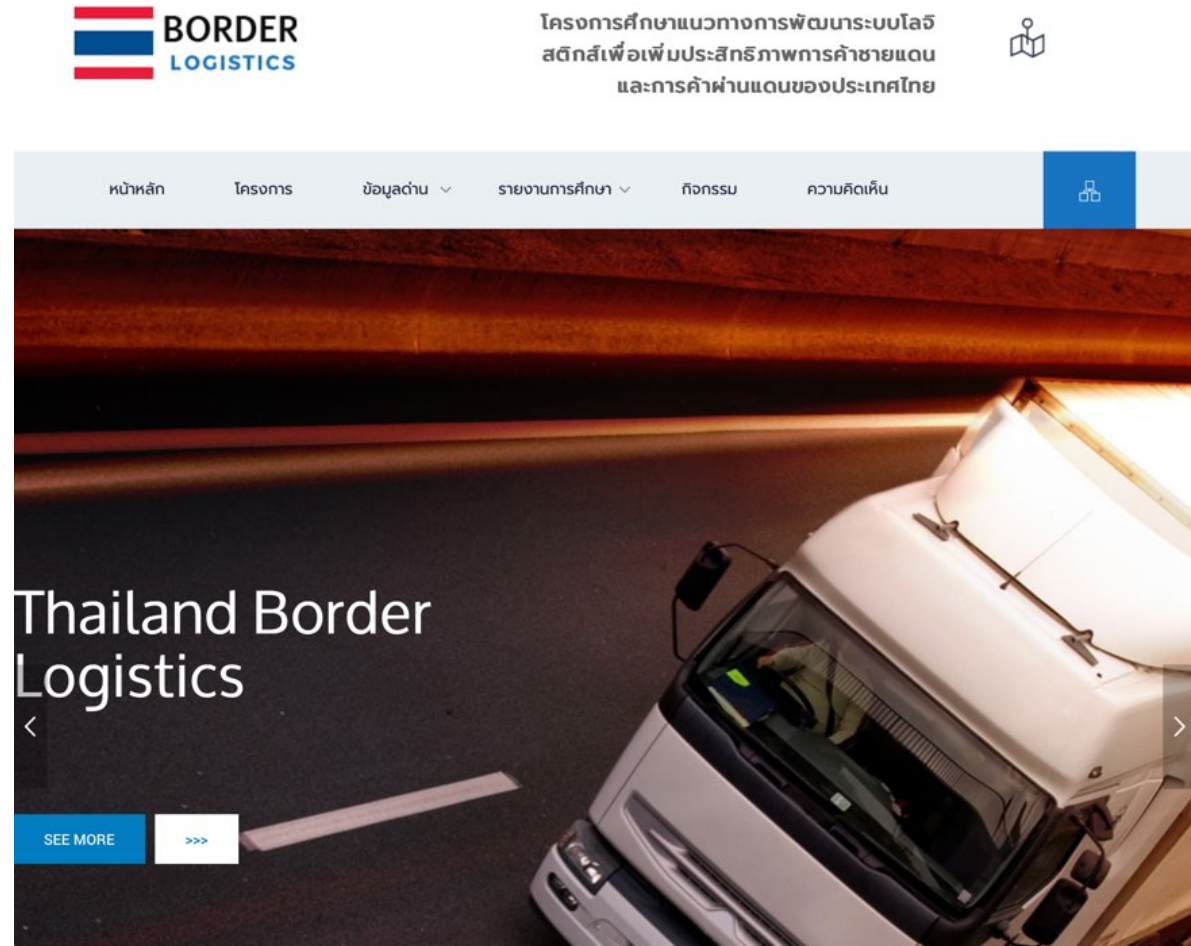 BORDER
LOGISTICS
โครงการศึกษาแนวทางการพัฒนาระบบโลจิ
สติกส์เพื่อเพิ่มประสิทธิภาพการค้าชายแดน
และการค้าผ่านแดนของประเทศไทย
หน้าหลัก โครงการ ข้อมูลด่าน รายงานการศึกษา กิจกรรม ความคิดเห็น
Thailand Border
Logistics
SEE MORE >>>